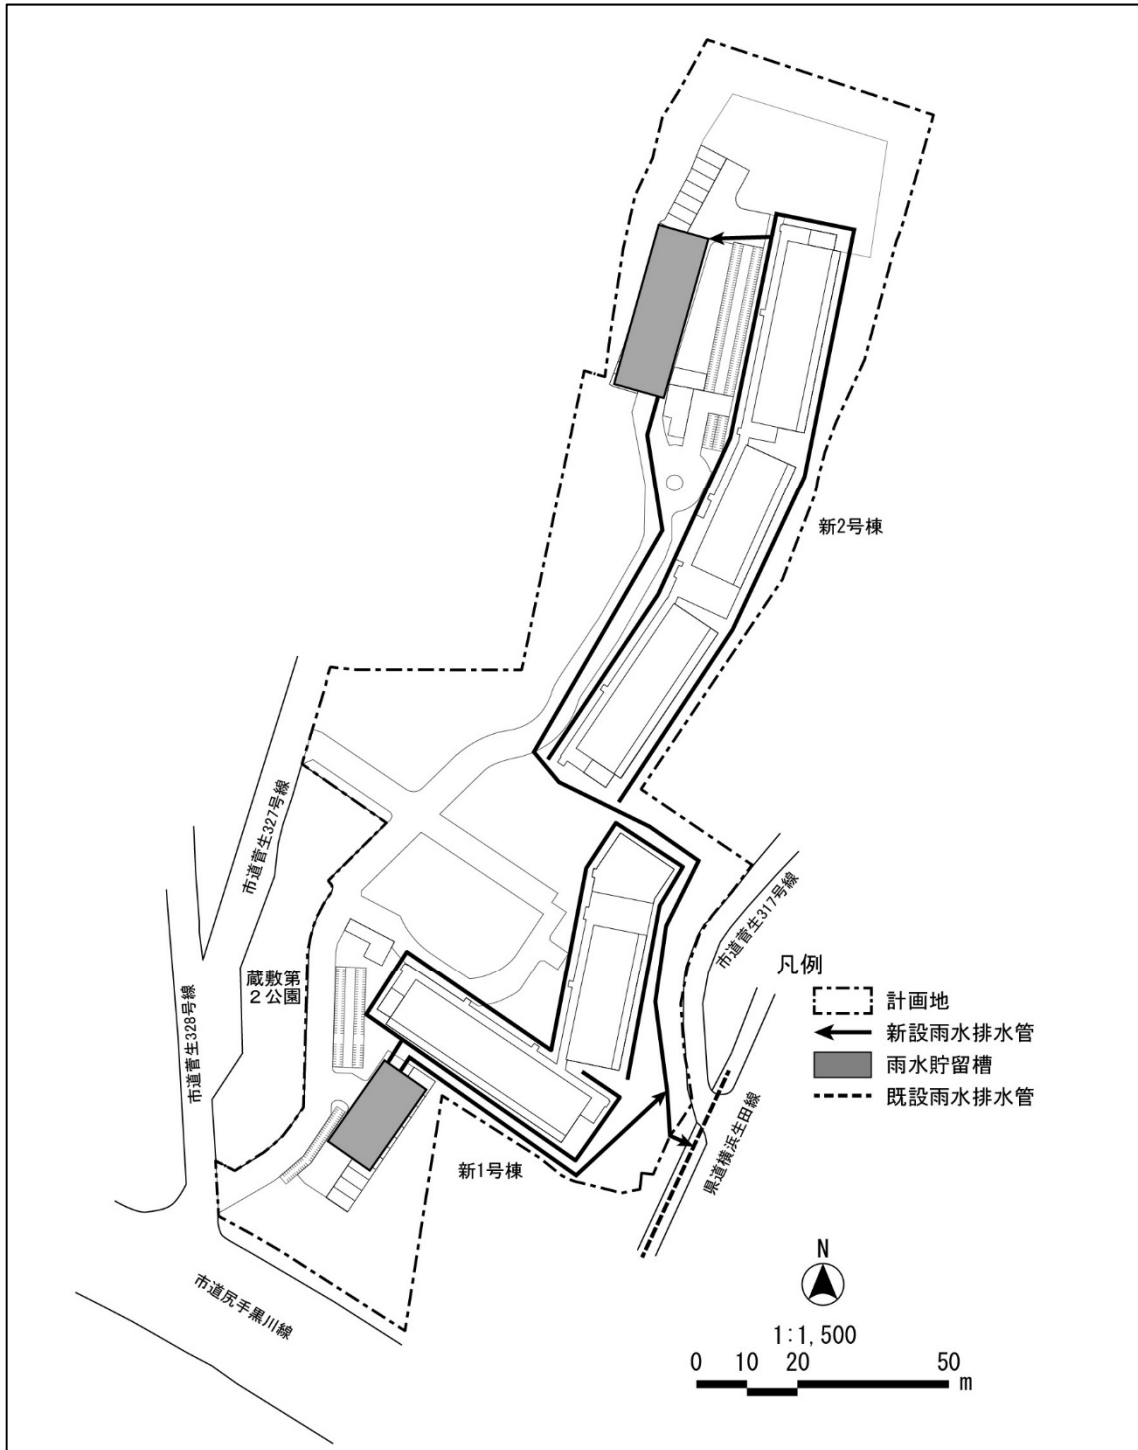 新2号棟
市道菅生327号線
市道菅生317号線
凡例
計画地
蔵敷第
2公園
新設雨水排水管
市道菅生328号線
雨水貯留槽
既設雨水排水管
県道横浜生田線
新1号棟
市道尻手黒川線
N
1:1,500
0 10 20 50
m